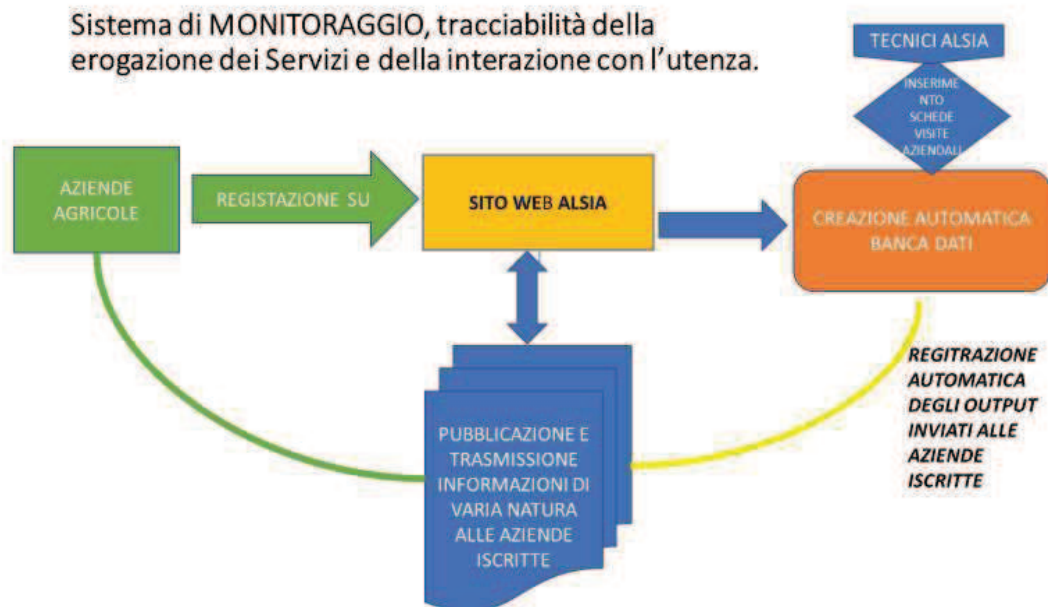 Sistema di MONITORAGGIO, tracciabilità della
erogazione dei Servizi e della interazione con l'utenza.
TECNICI ALSIA
INSERIME
NTO
SCHEDE
VISITE
AZIENDALI
AZIENDE
AGRICOLE
REGISTAZIONE SU
SITO WEB ALSIA
CREAZIONE AUTOMATICA
BANCA DATI
REGITRAZIONE
AUTOMATICA
DEGLI OUTPUT
INVIATI ALLE
AZIENDE
ISCRITTE
PUBBLICAZIONE E
TRASMISSIONE
INFORMAZIONI DI
VARIA NATURA
ALLE AZIENDE
ISCRITTE